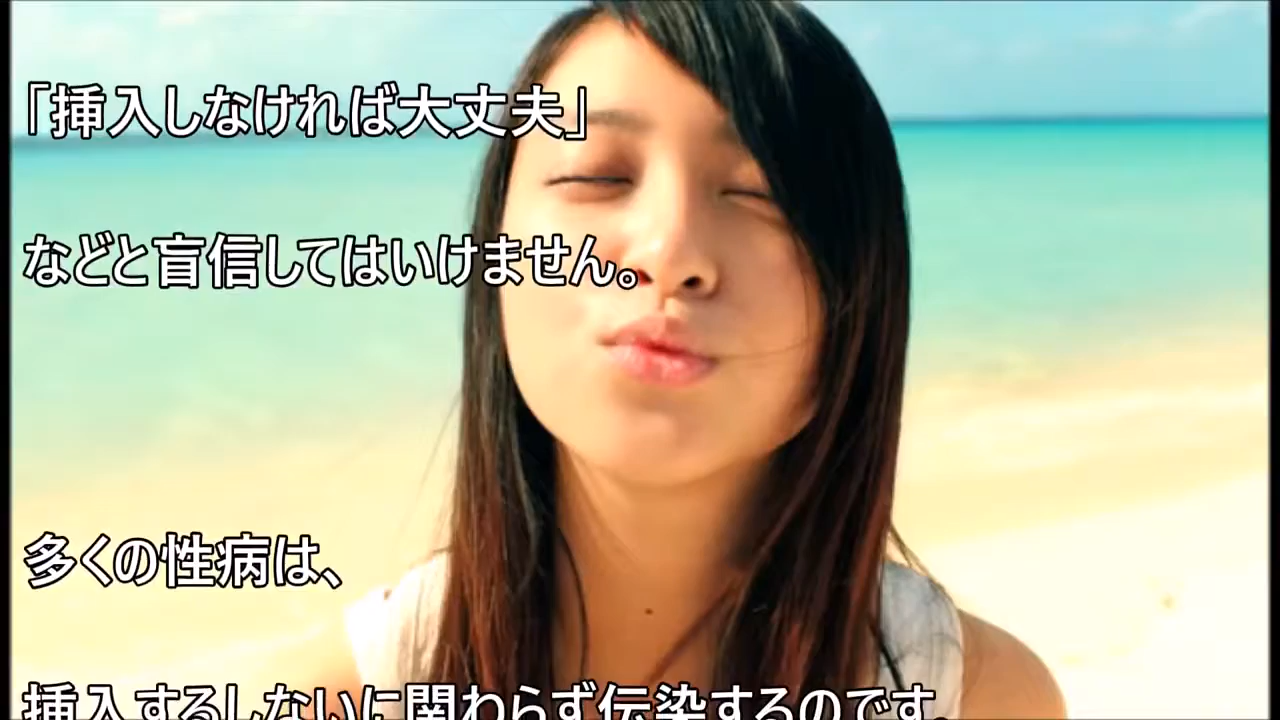 「挿入しなければ大丈夫」
などと盲信してはいけません。
多くの性病は、
挿入するしないに関わらず伝染するのです。